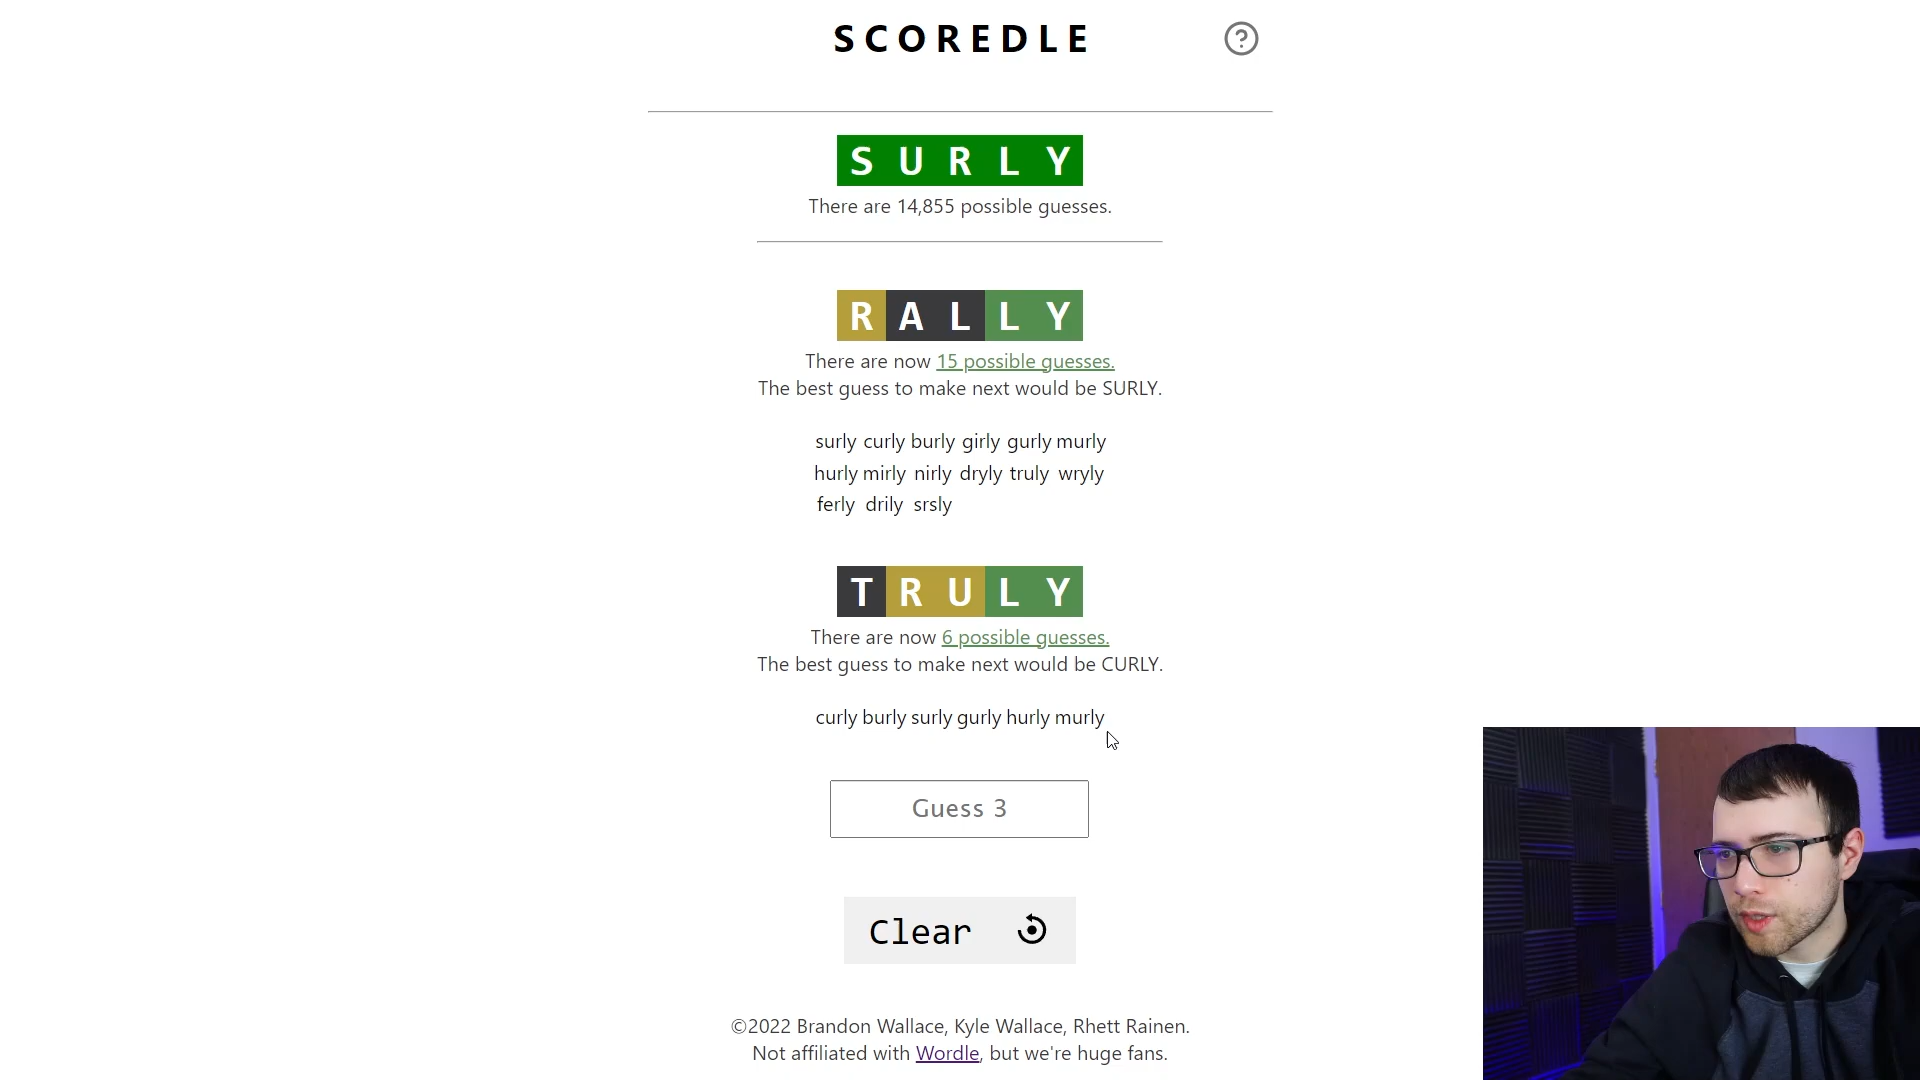 SCOREDLE
SURLY
There are 14,855 possible guesses.
RALLY
There are now 15 possible guesses.
The best guess to make next would be SURLY.
surly curly burly girly gurly murly
hurly mirly nirly dryly truly wryly
ferly drily srsly
TRULY
There are now 6 possible guesses.
The best guess to make next would be CURLY.
curly burly surly gurly hurly murly
Guess 3
Clear
©2022 Brandon Wallace, Kyle Wallace, Rhett Rainen.
Not affiliated with Wordle, but we're huge fans.